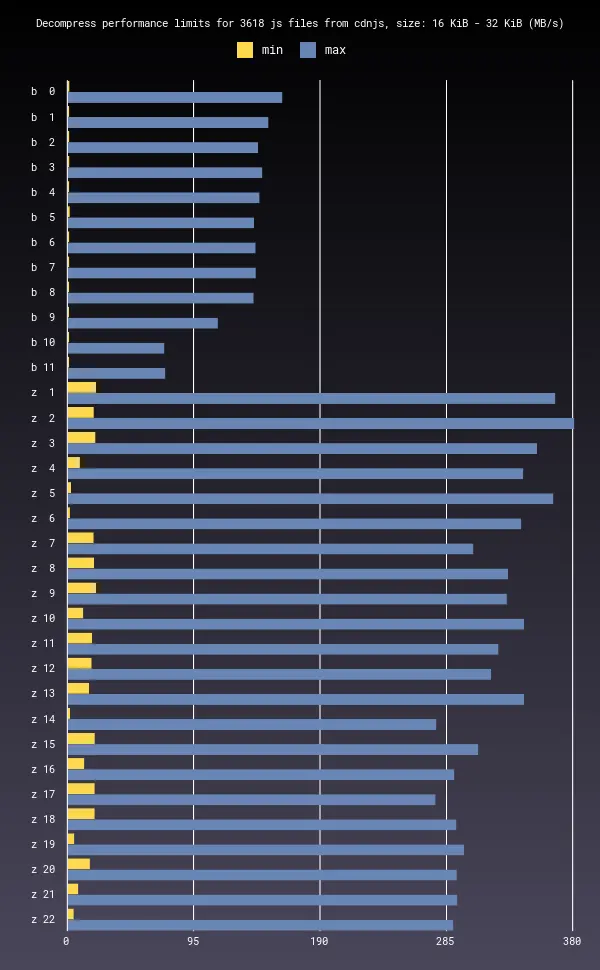 Decompress performance limits for 3618 js files from cdnjs, size: 16 KiB - 32 KiB (MB/s)
min max
b 0
b 1
b 2
b 3
b 4
b 5
b 6
b 7
b 8
b 9
b 10
b 11
z 1
z 2
z 3
z 4
z 5
z 6
z 7
z 8
z 9
z 10
z 11
z 12
z 13
z 14
z 15
z 16
z 17
z 18
z 19
z 20
z 21
z 22
0 95 190 285 380